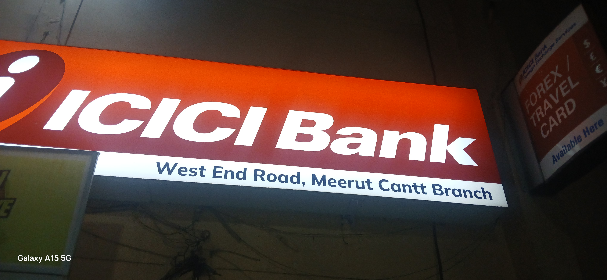 ICICI Bank
West End Road, Meerut Cantt Branch
FOREX /
TRAVEL
CARD
Available Here
Galaxy A15 5G